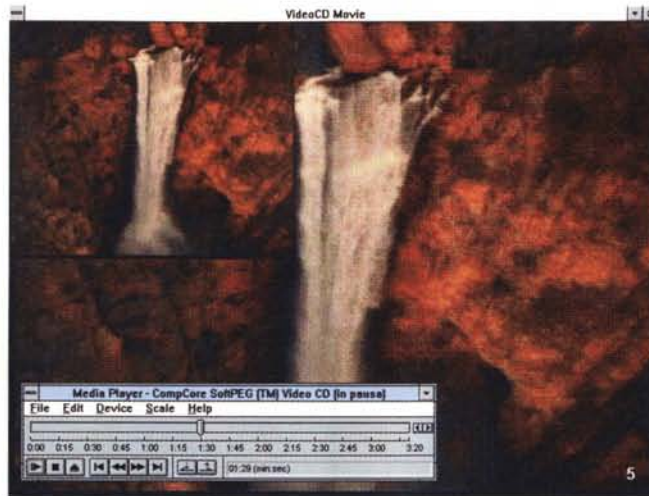 VideoCD Movie
5
Media Player - CompCore SoftPEG (TM) Video CD (in pausa)
File Edit Device Scale Help
0:00 0:15 0:30 0:45 1:00 1:15 1:30 1:45 2:00 2:15 2:30 2:45 3:00 3:20
01:29 (min:sec)